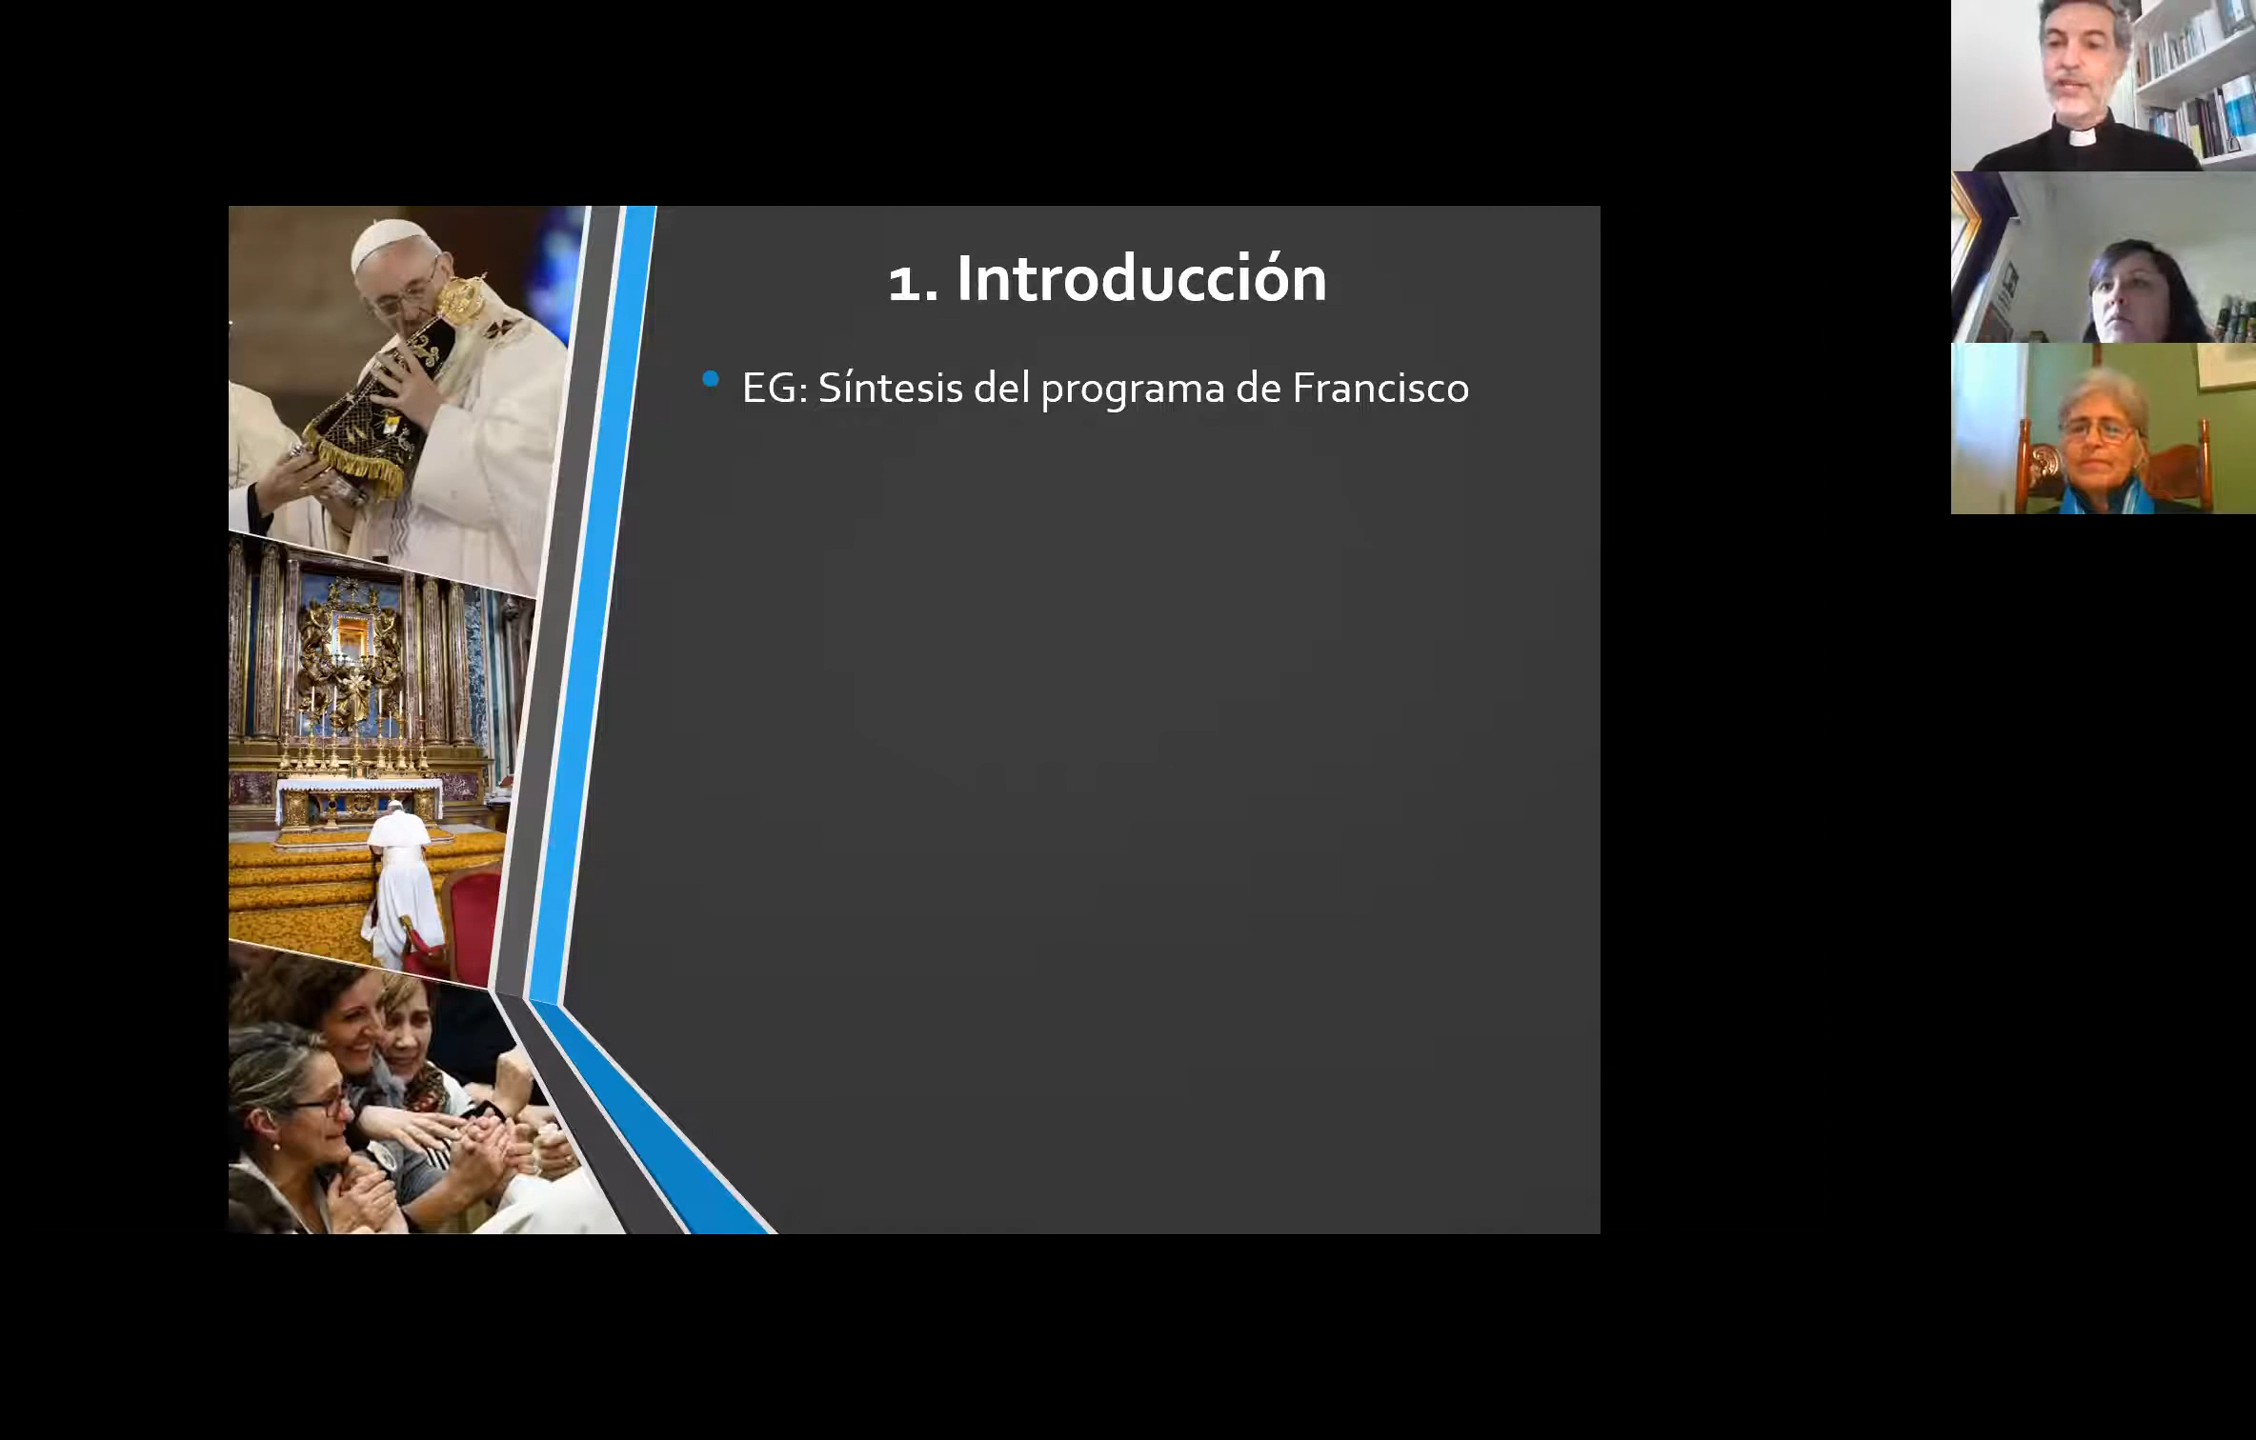 1. Introducción
EG: Síntesis del programa de Francisco